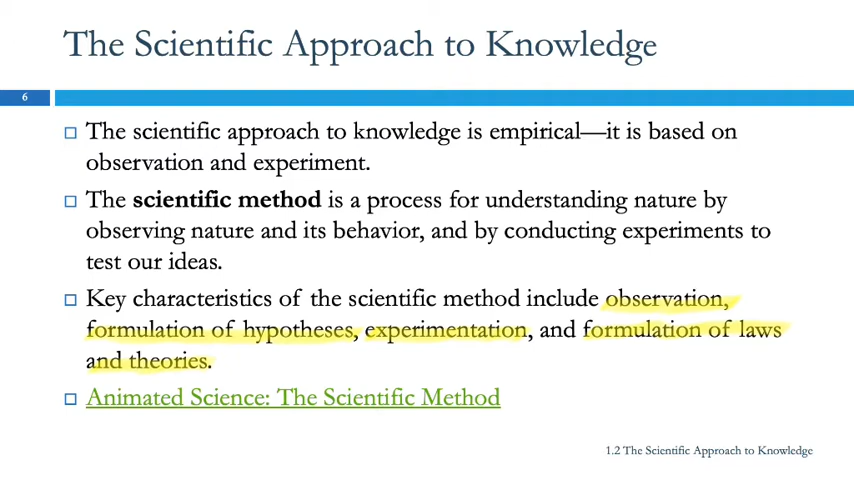 The Scientific Approach to Knowledge
6
The scientific approach to knowledge is empirical—it is based on
observation and experiment.
The scientific method is a process for understanding nature by
observing nature and its behavior, and by conducting experiments to
test our ideas.
Key characteristics of the scientific method include observation,
formulation of hypotheses, experimentation, and formulation of laws
and theories.
Animated Science: The Scientific Method
1.2 The Scientific Approach to Knowledge